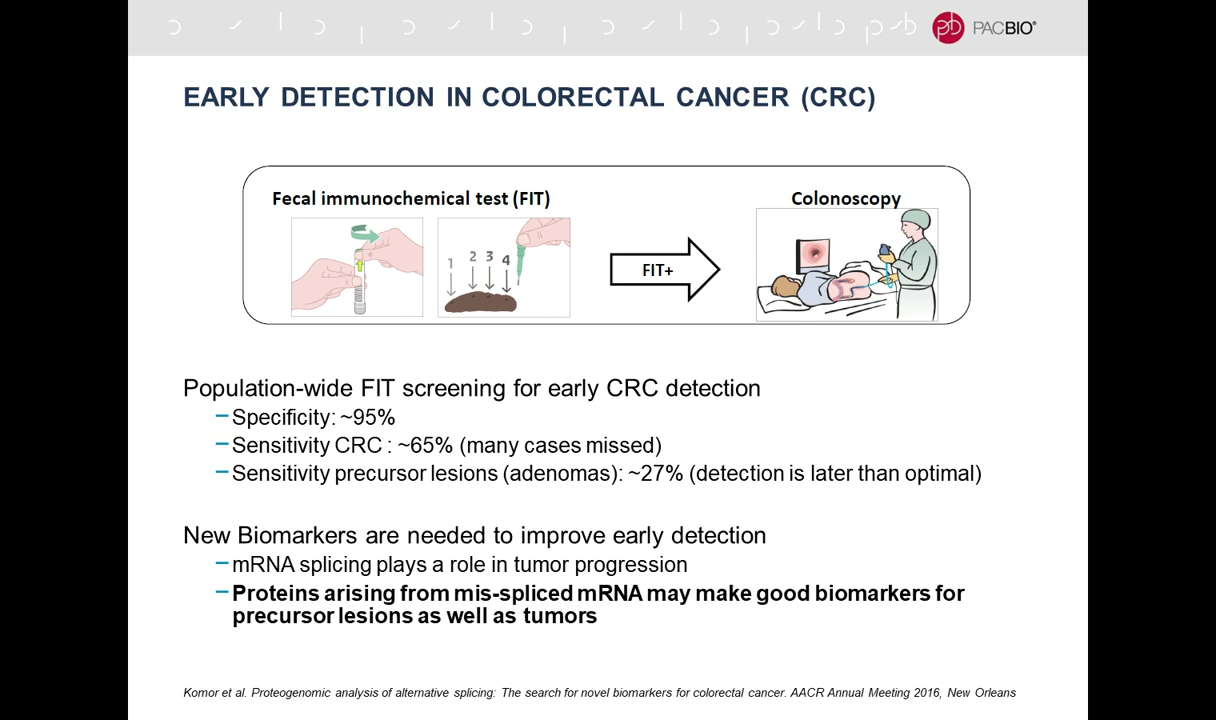 PACBIO®
EARLY DETECTION IN COLORECTAL CANCER (CRC)
Fecal immunochemical test (FIT)
Colonoscopy
1 2 3 4
FIT+
Population-wide FIT screening for early CRC detection
− Specificity: ~95%
− Sensitivity CRC : ~65% (many cases missed)
− Sensitivity precursor lesions (adenomas): ~27% (detection is later than optimal)
New Biomarkers are needed to improve early detection
− mRNA splicing plays a role in tumor progression
− Proteins arising from mis-spliced mRNA may make good biomarkers for
precursor lesions as well as tumors
Komor et al. Proteogenomic analysis of alternative splicing: The search for novel biomarkers for colorectal cancer. AACR Annual Meeting 2016, New Orleans